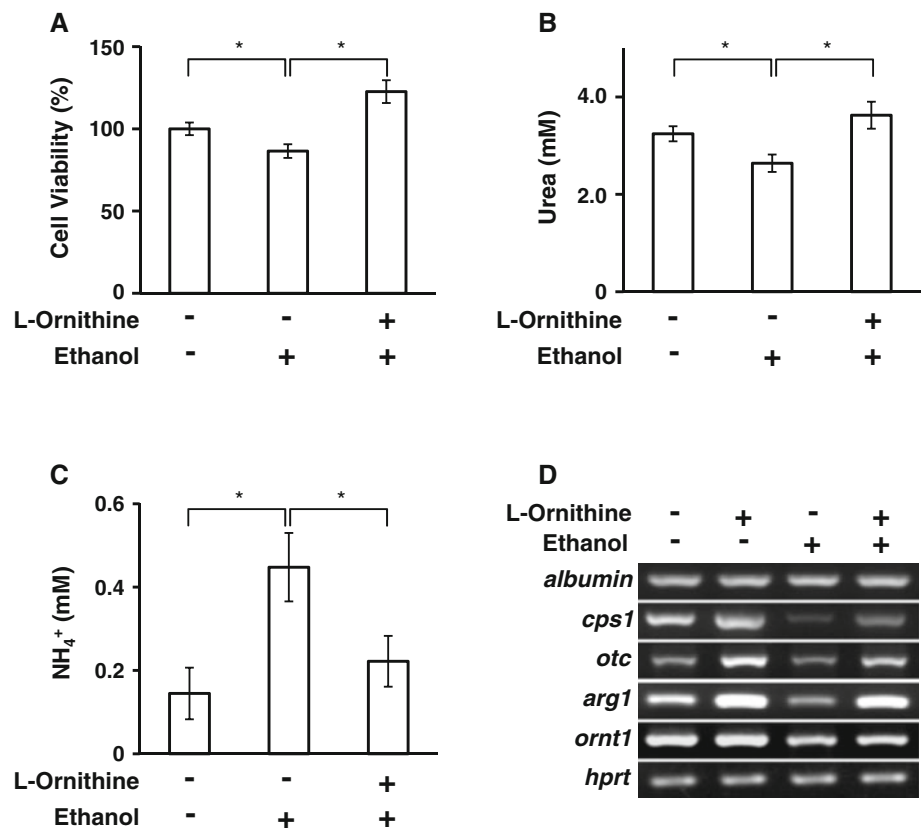 A
*
*
150
100
50
0
Cell Viability (%)
L-Ornithine - - +
Ethanol - + +
B
*
*
4.0
2.0
0
Urea (mM)
L-Ornithine - - +
Ethanol - + +
C
*
*
0.6
0.4
0.2
0
NH₄⁺ (mM)
L-Ornithine - - +
Ethanol - + +
D
L-Ornithine - + - +
Ethanol - - + +
albumin
cps1
otc
arg1
ornt1
hprt